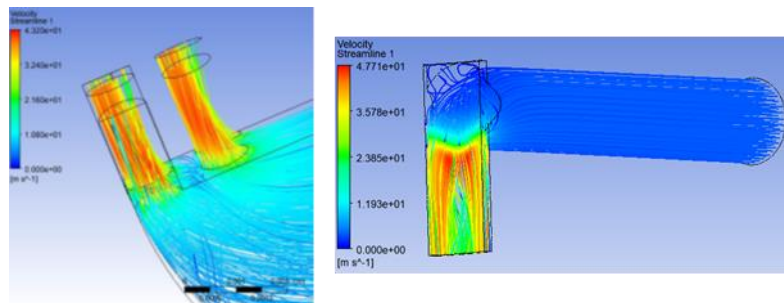 Velocity
Streamline 1
4.320e+01
3.240e+01
2.160e+01
1.080e+01
0.000e+00
[m s^-1]
Velocity
Streamline 1
4.771e+01
3.578e+01
2.385e+01
1.193e+01
0.000e+00
[m s^-1]